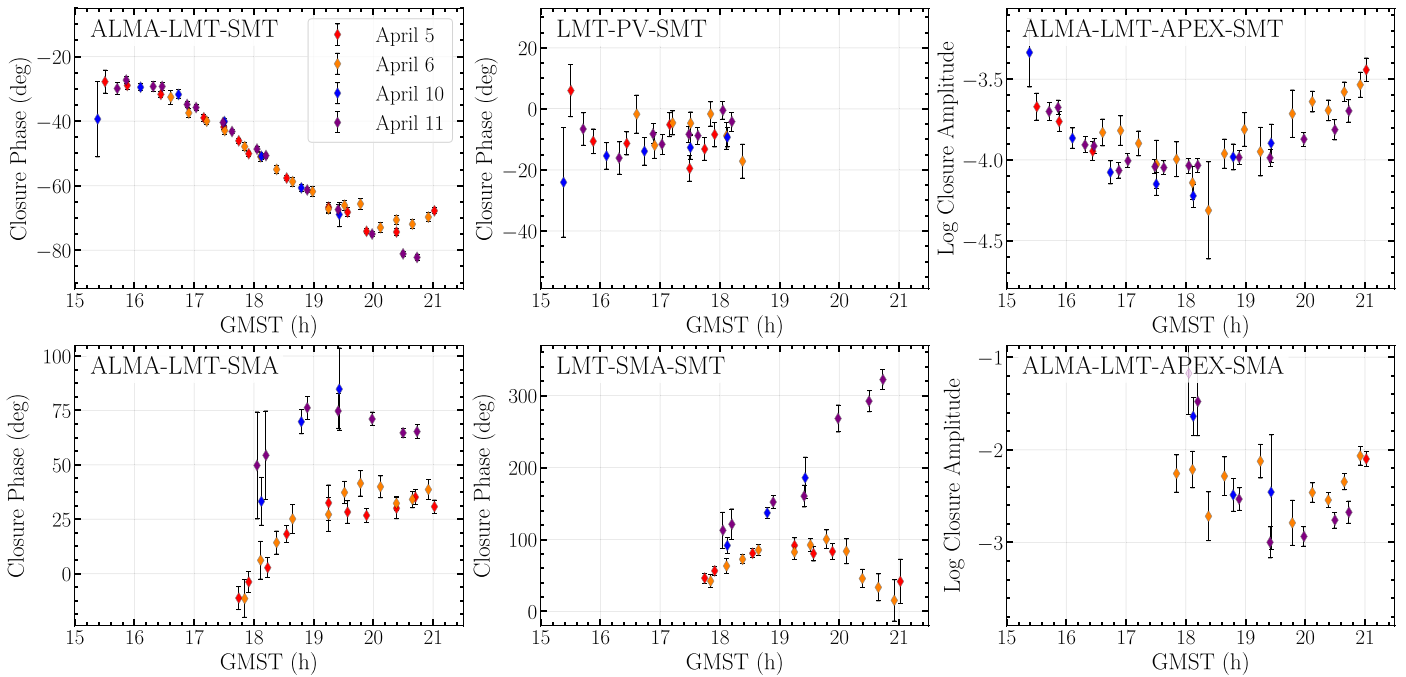 ALMA-LMT-SMT
April 5
April 6
April 10
April 11
Closure Phase (deg)
−20
−40
−60
−80
15 16 17 18 19 20 21
GMST (h)
LMT-PV-SMT
Closure Phase (deg)
20
0
−20
−40
15 16 17 18 19 20 21
GMST (h)
ALMA-LMT-APEX-SMT
Log Closure Amplitude
−3.5
−4.0
−4.5
15 16 17 18 19 20 21
GMST (h)
ALMA-LMT-SMA
Closure Phase (deg)
100
75
50
25
0
15 16 17 18 19 20 21
GMST (h)
LMT-SMA-SMT
Closure Phase (deg)
300
200
100
0
15 16 17 18 19 20 21
GMST (h)
ALMA-LMT-APEX-SMA
Log Closure Amplitude
−1
−2
−3
15 16 17 18 19 20 21
GMST (h)